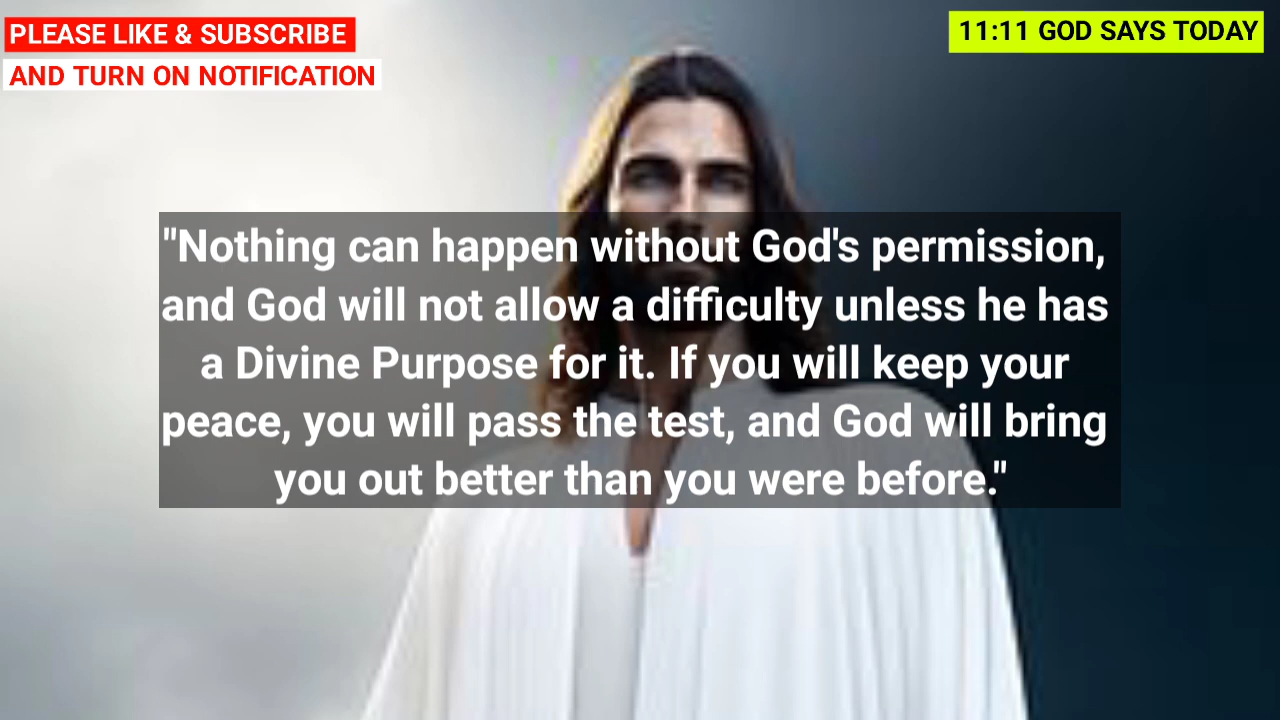 PLEASE LIKE & SUBSCRIBE
AND TURN ON NOTIFICATION
11:11 GOD SAYS TODAY
"Nothing can happen without God's permission,
and God will not allow a difficulty unless he has
a Divine Purpose for it. If you will keep your
peace, you will pass the test, and God will bring
you out better than you were before."